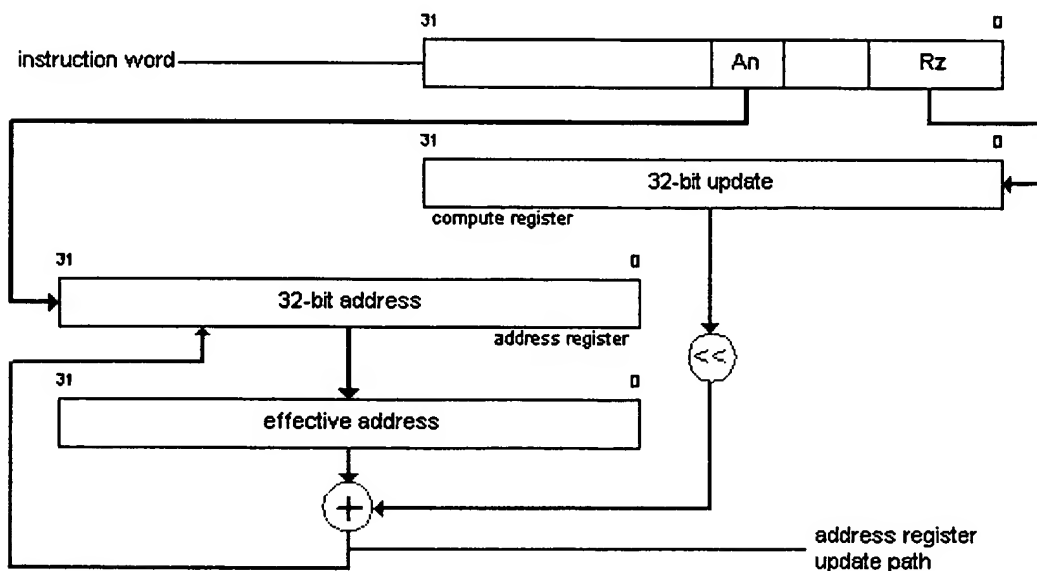 31 0
instruction word An Rz
31 0
32-bit update
compute register
31 0
32-bit address
address register
<<
31 0
effective address
+
address register
update path